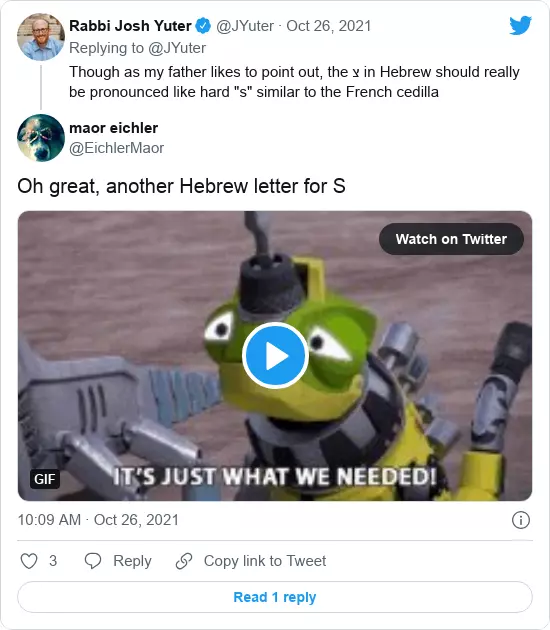 Rabbi Josh Yuter @JYuter · Oct 26, 2021
Replying to @JYuter
Though as my father likes to point out, the צ in Hebrew should really
be pronounced like hard "s" similar to the French cedilla
maor eichler
@EichlerMaor
Oh great, another Hebrew letter for S
Watch on Twitter
IT'S JUST WHAT WE NEEDED!
GIF
10:09 AM · Oct 26, 2021
3 Reply Copy link to Tweet
Read 1 reply